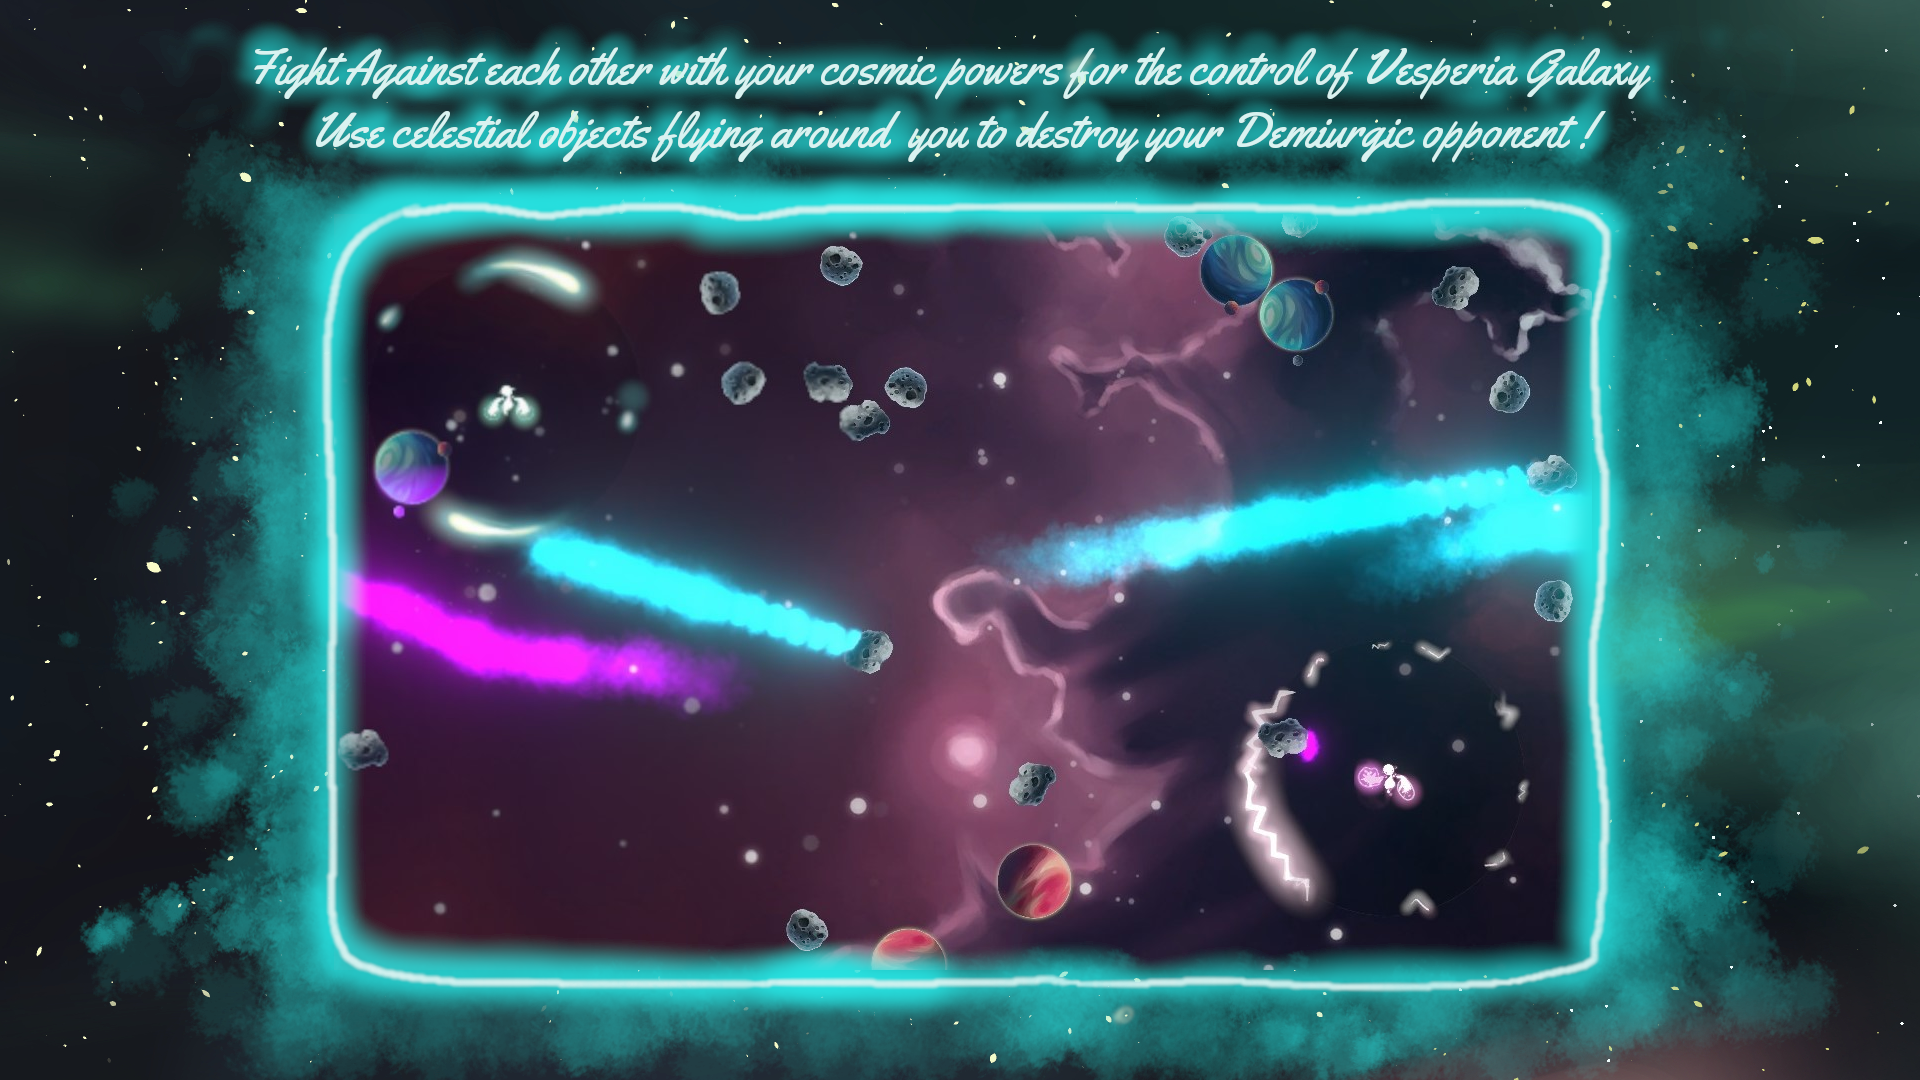 Fight Against each other with your cosmic powers for the control of Vesperia Galaxy
Use celestial objects flying around you to destroy your Demiurgic opponent !